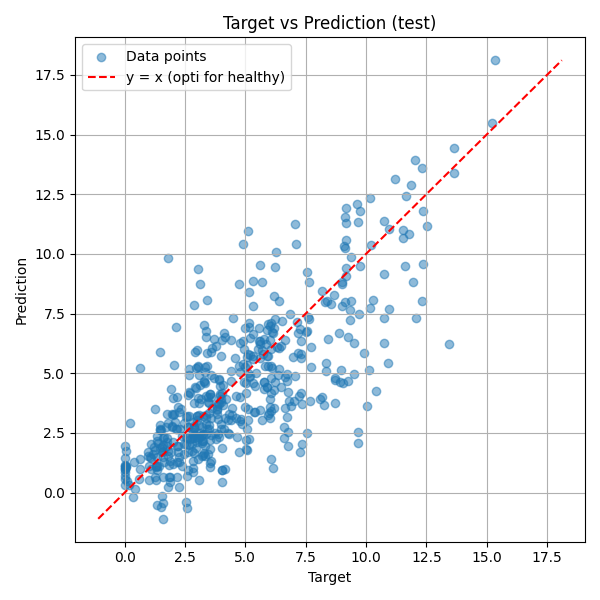 Target vs Prediction (test)
Data points
y = x (opti for healthy)
17.5
15.0
12.5
10.0
7.5
5.0
2.5
0.0
Prediction
0.0 2.5 5.0 7.5 10.0 12.5 15.0 17.5
Target